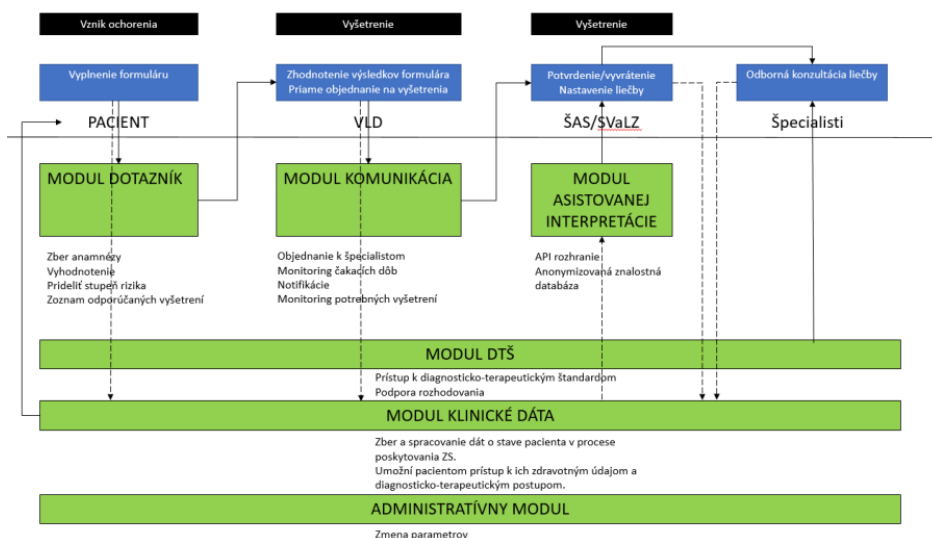 Vznik ochorenia
Vyšetrenie
Vyšetrenie
Vyplnenie formuláru
Zhodnotenie výsledkov formulára
Priame objednanie na vyšetrenia
Potvrdenie/vyvrátenie
Nastavenie liečby
Odborná konzultácia liečby
PACIENT
VLD
ŠAS/SVaLZ
Špecialisti
MODUL DOTAZNÍK
MODUL KOMUNIKÁCIA
MODUL
ASISTOVANEJ
INTERPRETÁCIE
Zber anamnézy
Vyhodnotenie
Prideliť stupeň rizika
Zoznam odporúčaných vyšetrení
Objednanie k špecialistom
Monitoring čakacích dôb
Notifikácie
Monitoring potrebných vyšetrení
API rozhranie
Anonymizovaná znalostná
databáza
MODUL DTŠ
Prístup k diagnosticko-terapeutickým štandardom
Podpora rozhodovania
MODUL KLINICKÉ DÁTA
Zber a spracovanie dát o stave pacienta v procese
poskytovania ZS.
Umožní pacientom prístup k ich zdravotným údajom a
diagnosticko-terapeutickým postupom.
ADMINISTRATÍVNY MODUL
Zmena parametrov